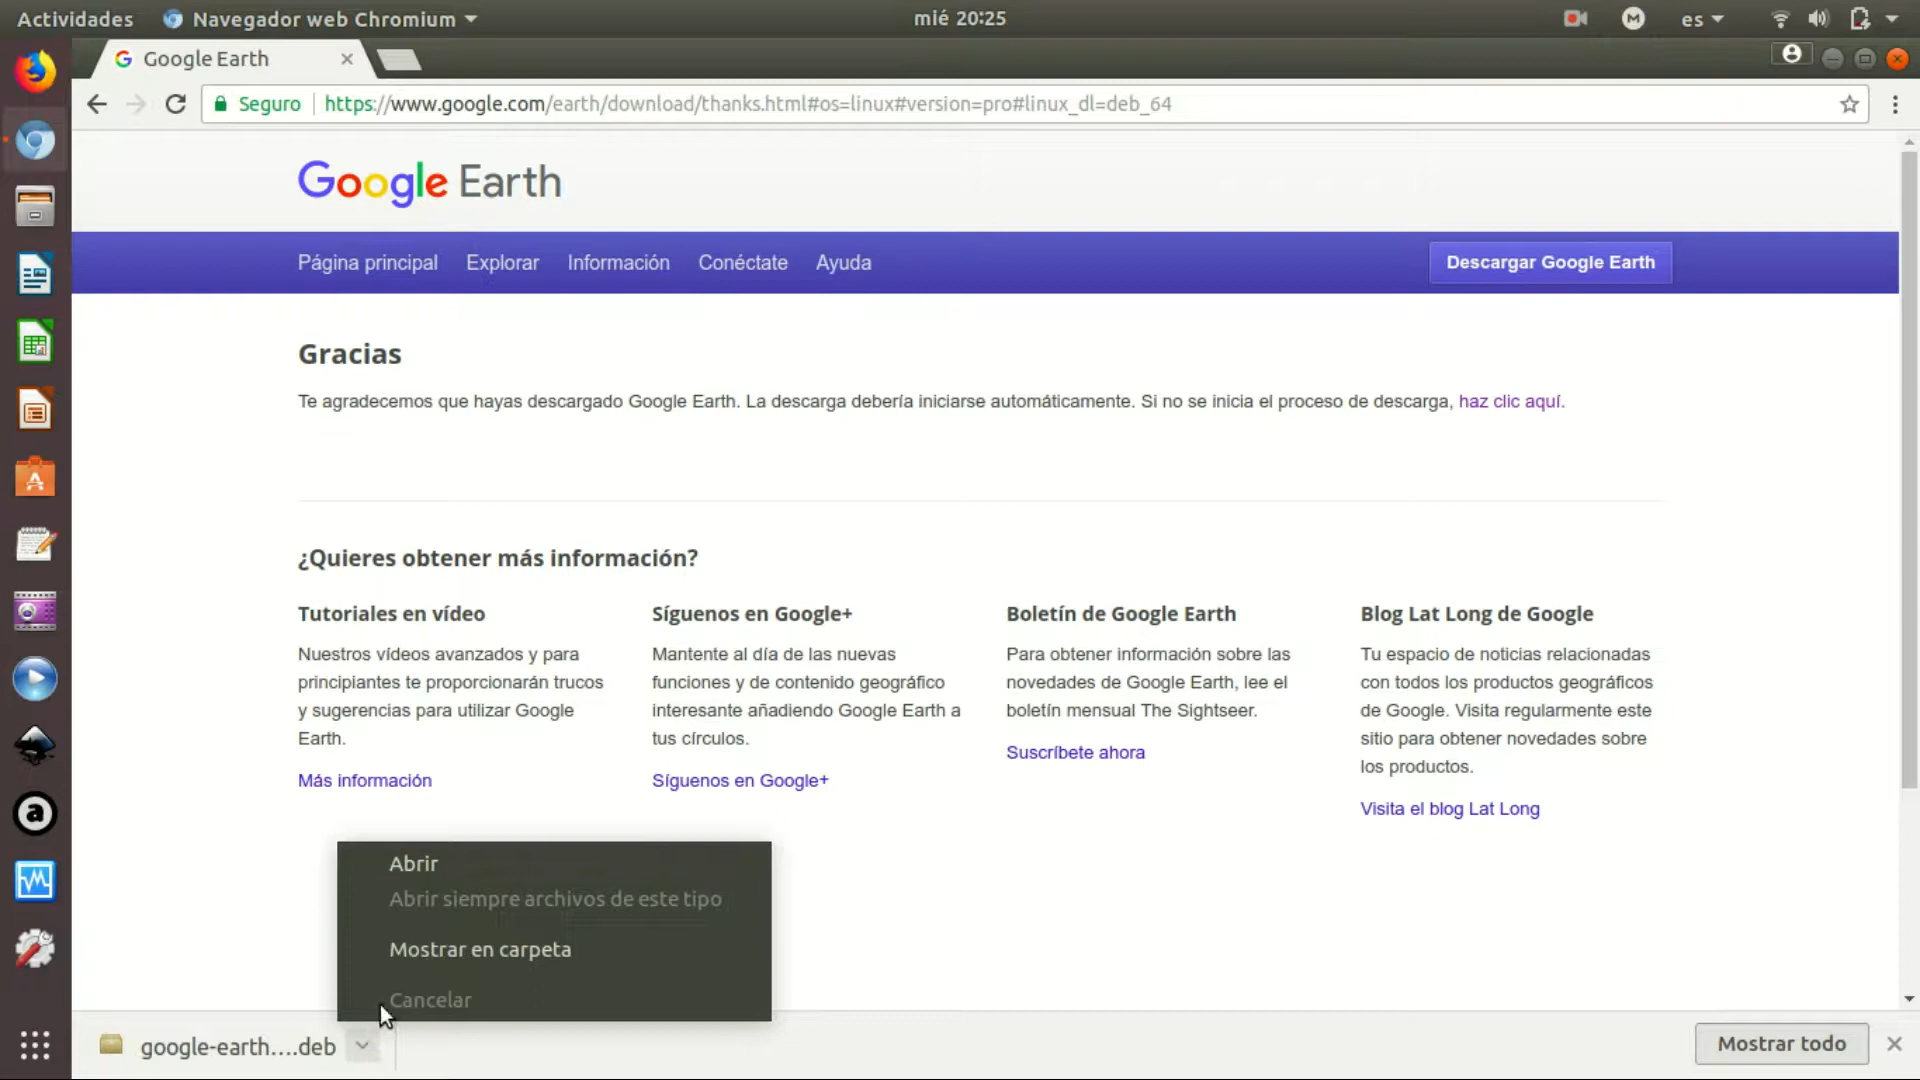 Actividades
Navegador web Chromium
mié 20:25
es
Google Earth
Seguro
https://www.google.com/earth/download/thanks.html#os=linux#version=pro#linux_dl=deb_64
Google Earth
Página principal
Explorar
Información
Conéctate
Ayuda
Descargar Google Earth
Gracias
Te agradecemos que hayas descargado Google Earth. La descarga debería iniciarse automáticamente. Si no se inicia el proceso de descarga, haz clic aquí.
¿Quieres obtener más información?
Tutoriales en vídeo
Nuestros vídeos avanzados y para
principiantes te proporcionarán trucos
y sugerencias para utilizar Google
Earth.
Más información
Síguenos en Google+
Mantente al día de las nuevas
funciones y de contenido geográfico
interesante añadiendo Google Earth a
tus círculos.
Síguenos en Google+
Boletín de Google Earth
Para obtener información sobre las
novedades de Google Earth, lee el
boletín mensual The Sightseer.
Suscríbete ahora
Blog Lat Long de Google
Tu espacio de noticias relacionadas
con todos los productos geográficos
de Google. Visita regularmente este
sitio para obtener novedades sobre
los productos.
Visita el blog Lat Long
Abrir
Abrir siempre archivos de este tipo
Mostrar en carpeta
Cancelar
google-earth....deb
Mostrar todo